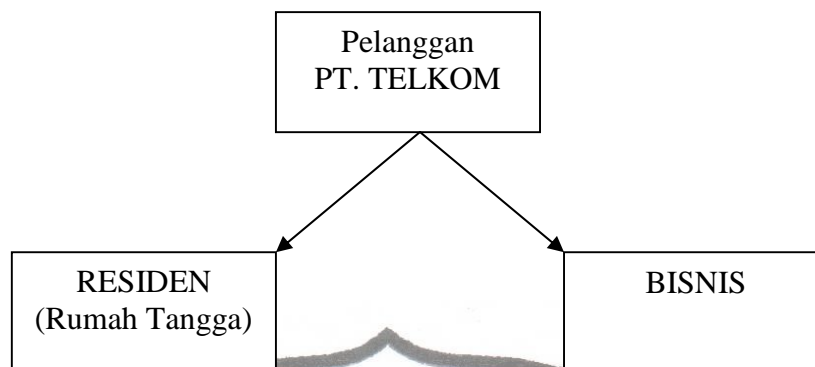 Pelanggan
PT. TELKOM
RESIDEN
(Rumah Tangga)
BISNIS